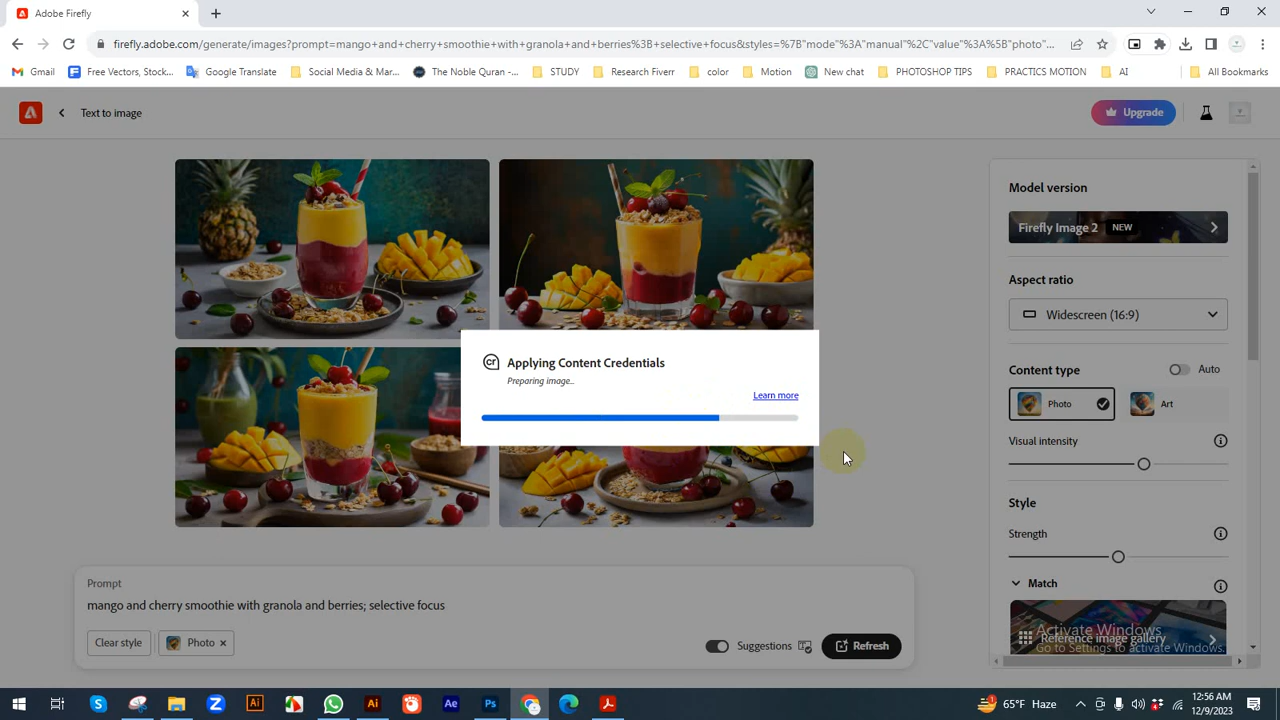 Adobe Firefly
firefly.adobe.com/generate/images?prompt=mango and+cherry+smoothie+with+granola+and+berries%3B+selective+focus&styles=%7B"mode"%3A"manual"%2C"value"%3A%5B"photo"...
Gmail
Free Vectors, Stock...
Google Translate
Social Media & Mar...
The Noble Quran -...
STUDY
Research Fiverr
color
Motion
New chat
PHOTOSHOP TIPS
PRACTICS MOTION
AI
All Bookmarks
Text to image
Upgrade
Model version
Firefly Image 2 NEW
Aspect ratio
Widescreen (16:9)
Content type
Auto
Photo
Art
Visual intensity
Style
Strength
Match
Reference image gallery
Activate Windows
Go to Settings to activate Windows.
cr Applying Content Credentials
Preparing image...
Learn more
Prompt
mango and cherry smoothie with granola and berries; selective focus
Clear style
Photo
Suggestions
Refresh
Ai
Ai
Ae
Ps
65°F Haze
12:56 AM
12/9/2023